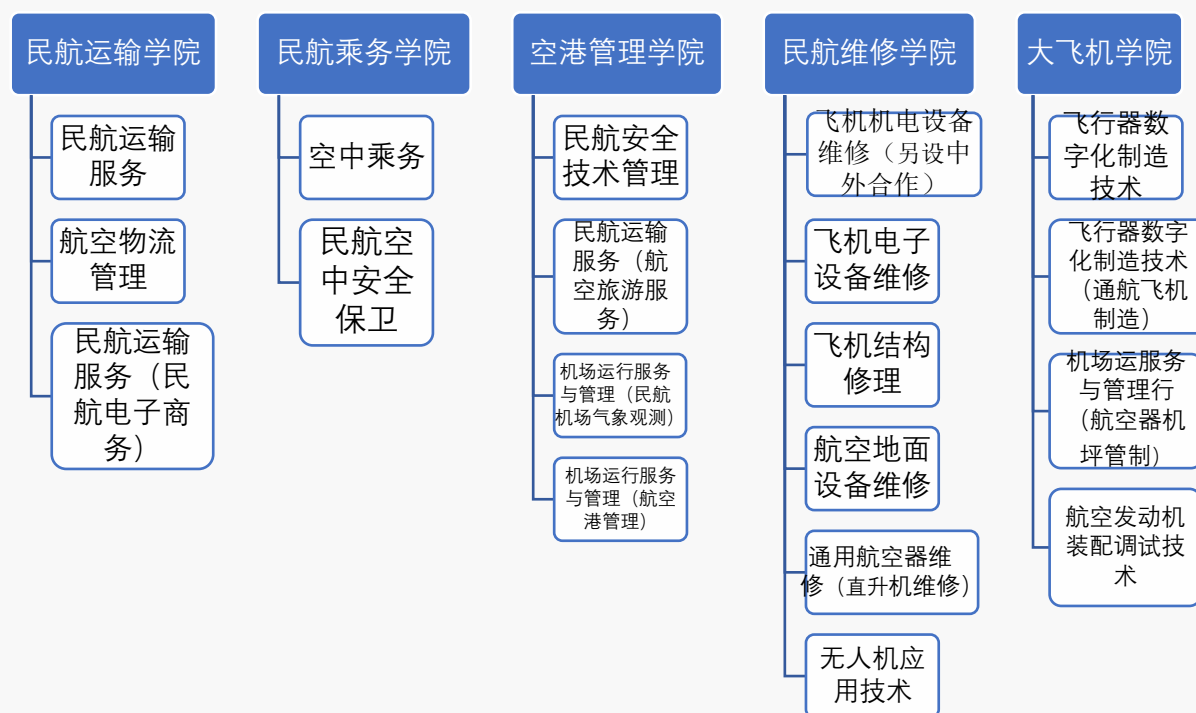 民航运输学院
民航运输
服务
航空物流
管理
民航运输
服务（民
航电子商
务）
民航乘务学院
空中乘务
民航空
中安全
保卫
空港管理学院
民航安全
技术管理
民航运输
服务（航
空旅游服
务）
机场运行服务
与管理（民航
机场气象观测）
机场运行服务
与管理（航空
港管理）
民航维修学院
飞机机电设备
维修（另设中
外合作）
飞机电子
设备维修
飞机结构
修理
航空地面
设备维修
通用航空器维
修（直升机维修）
无人机应
用技术
大飞机学院
飞行器数
字化制造
技术
飞行器数字
化制造技术
（通航飞机
制造）
机场运服务
与管理行
（航空器机
坪管制）
航空发动机
装配调试技
术